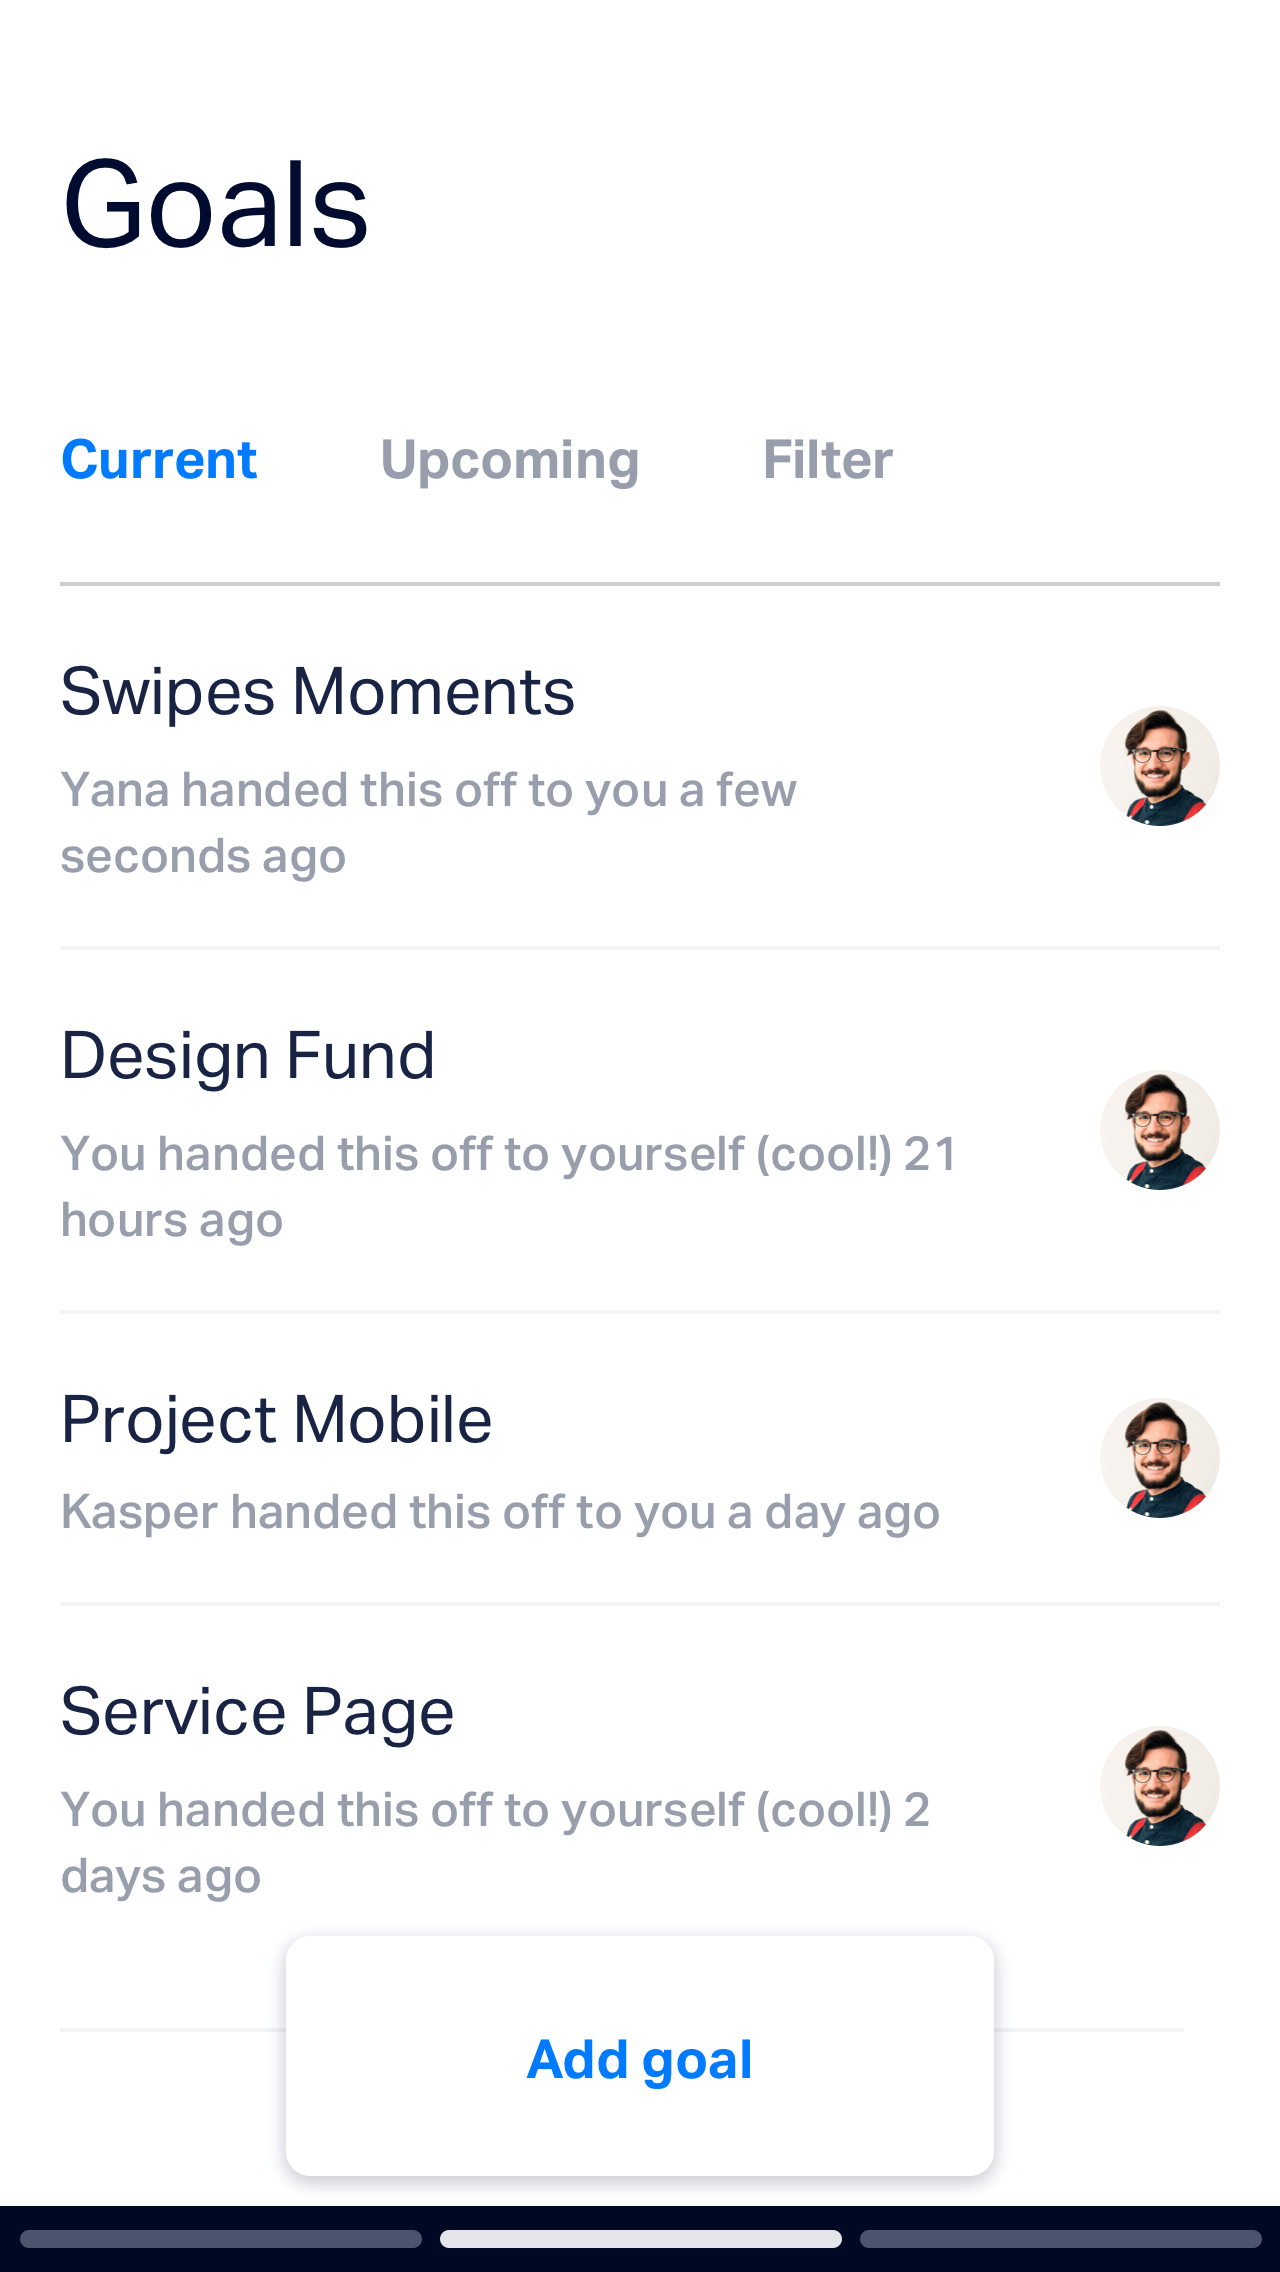 Goals
Current Upcoming Filter
Swipes Moments
Yana handed this off to you a few
seconds ago
Design Fund
You handed this off to yourself (cool!) 21
hours ago
Project Mobile
Kasper handed this off to you a day ago
Service Page
You handed this off to yourself (cool!) 2
days ago
Add goal